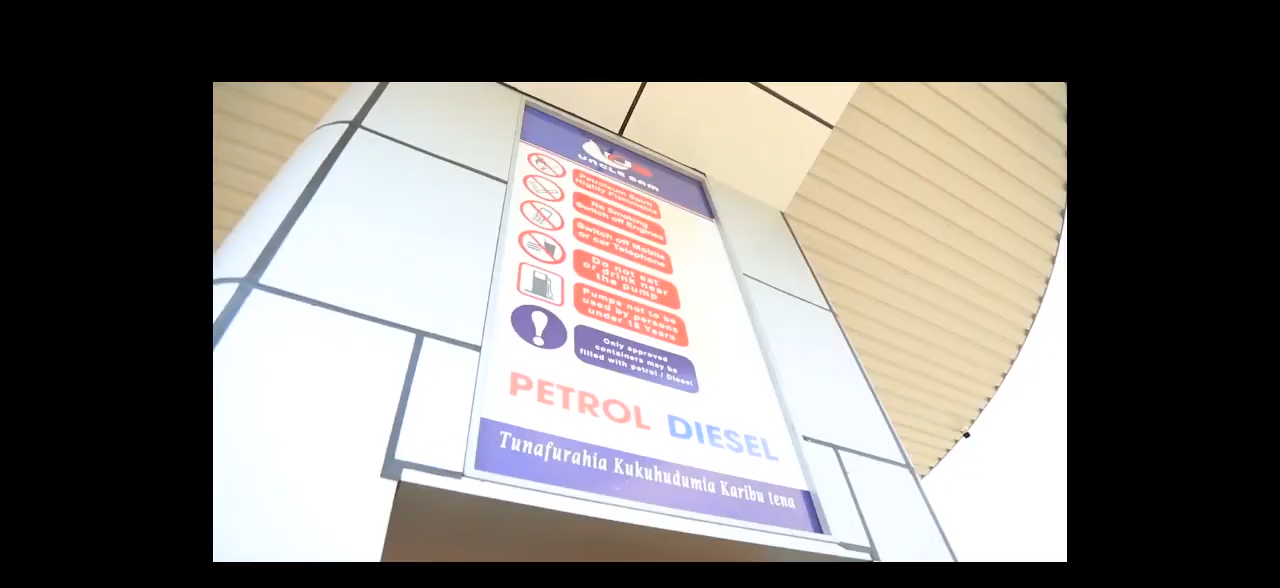 UNCLE SAM
Petroleum Spirit
Highly Flammable
No Smoking
Switch off Engines
Switch off Mobile
or car Telephone
Do not eat
or drink near
the pump
Pumps not to be
used by persons
under 15 Years
Only approved
containers may be
filled with petrol / Diesel
PETROL DIESEL
Tunafurahia Kukuhudumia Karibu tena